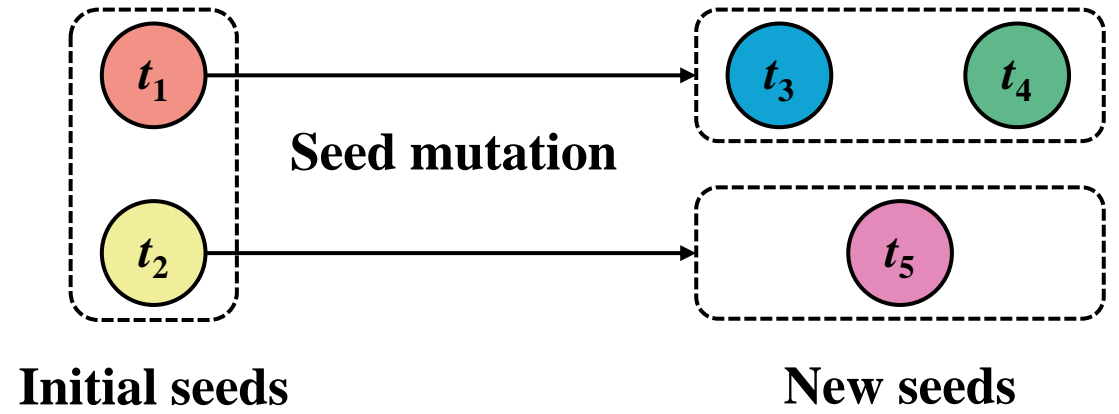 t₁
t₃
t₄
Seed mutation
t₂
t₅
Initial seeds
New seeds